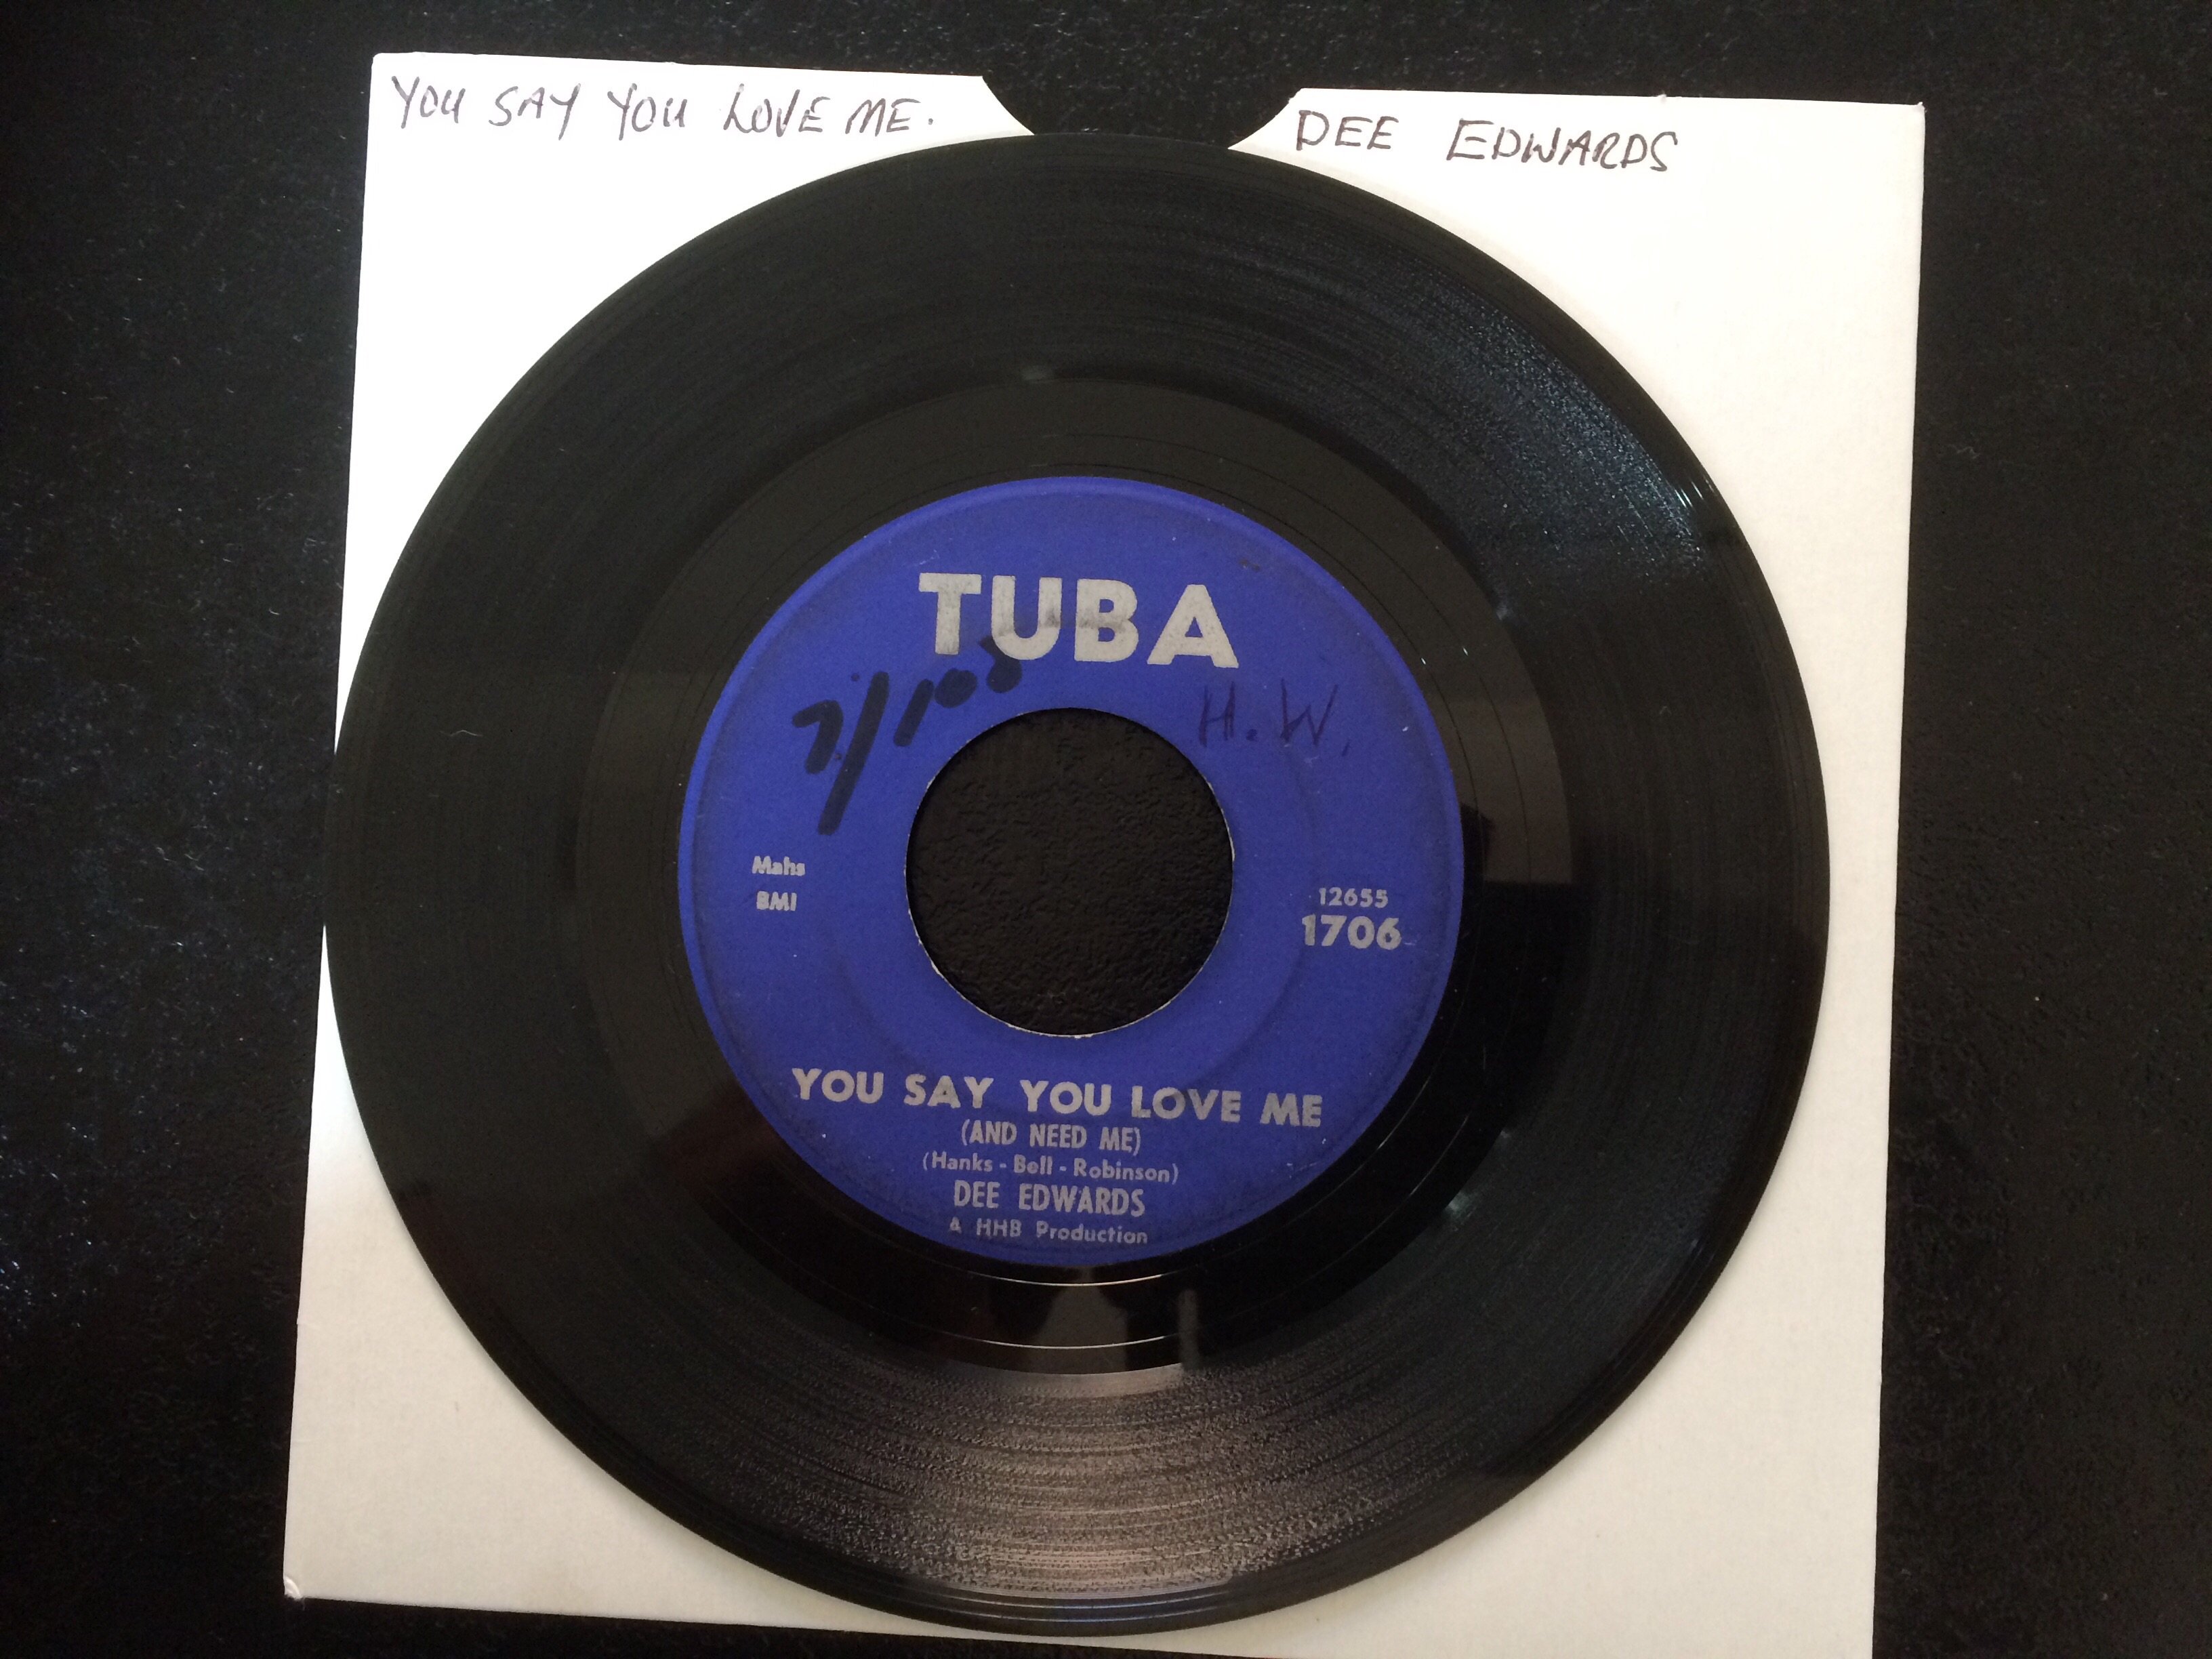 YOU SAY YOU LOVE ME. DEE EDWARDS
TUBA
H.W.
Mahs
BMI
12655
1706
YOU SAY YOU LOVE ME
(AND NEED ME)
(Hanks - Bell - Robinson)
DEE EDWARDS
A HHB Production